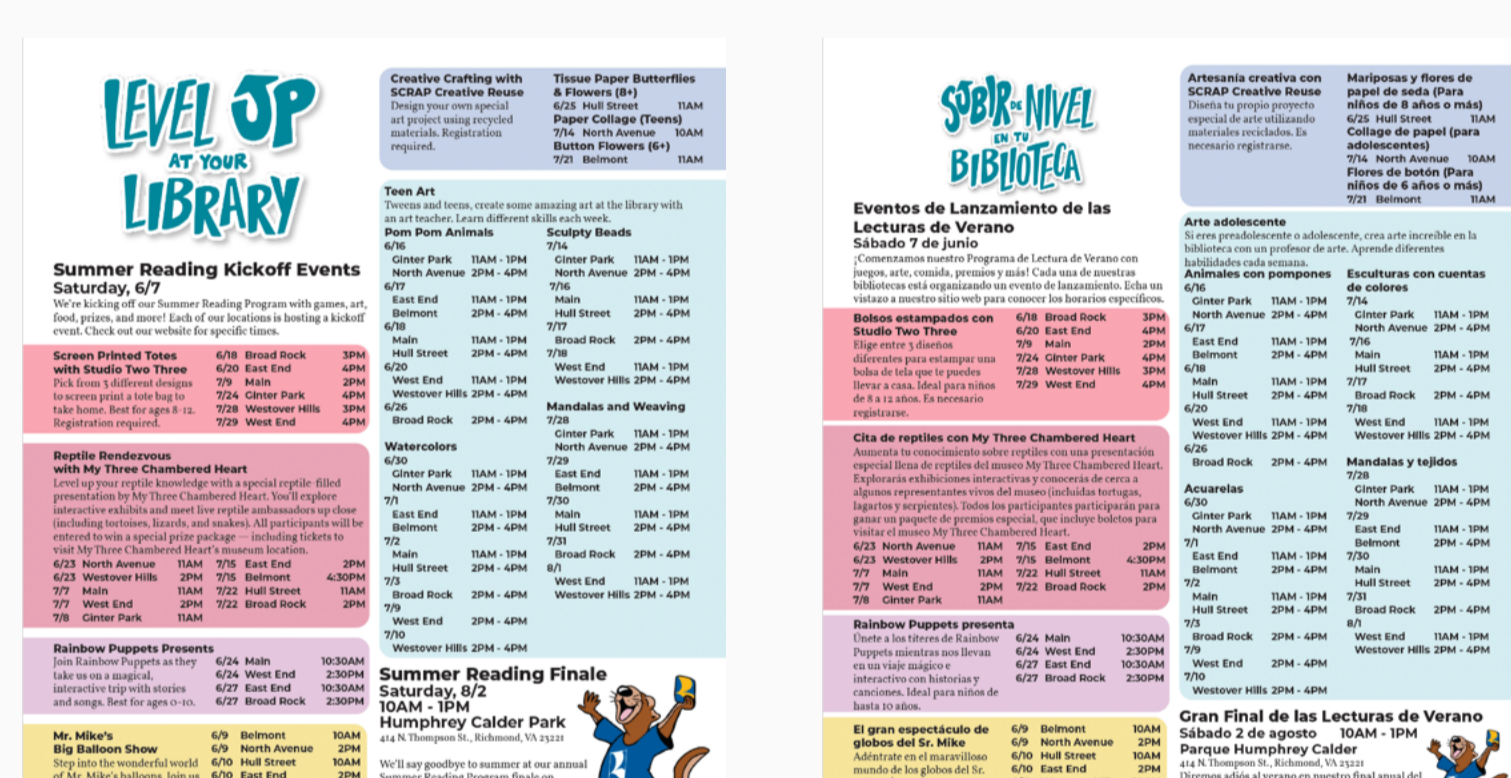 LEVEL UP
AT YOUR
LIBRARY
Summer Reading Kickoff Events
Saturday, 6/7
We're kicking off our Summer Reading Program with games, art,
food, prizes, and more! Each of our locations is hosting a kickoff
event. Check out our website for specific times.
Screen Printed Totes
with Studio Two Three
Pick from 3 different designs
to screen print a tote bag to
take home. Best for ages 8-12.
Registration required.
6/18 Broad Rock 3PM
6/20 East End 4PM
7/9 Main 2PM
7/24 Ginter Park 4PM
7/28 Westover Hills 3PM
7/29 West End 4PM
Reptile Rendezvous
with My Three Chambered Heart
Level up your reptile knowledge with a special reptile-filled
presentation by My Three Chambered Heart. You'll explore
interactive exhibits and meet live reptile ambassadors up close
(including tortoises, lizards, and snakes). All participants will be
entered to win a special prize package — including tickets to
visit My Three Chambered Heart's museum location.
6/23 North Avenue 11AM 7/15 East End 2PM
6/23 Westover Hills 2PM 7/15 Belmont 4:30PM
7/7 Main 11AM 7/22 Hull Street 11AM
7/7 West End 2PM 7/22 Broad Rock 2PM
7/8 Ginter Park 11AM
Rainbow Puppets Presents
Join Rainbow Puppets as they
take us on a magical,
interactive trip with stories
and songs. Best for ages 0-10.
6/24 Main 10:30AM
6/24 West End 2:30PM
6/27 East End 10:30AM
6/27 Broad Rock 2:30PM
Mr. Mike's
Big Balloon Show
Step into the wonderful world
of Mr. Mike's balloons. Join us
6/9 Belmont 10AM
6/9 North Avenue 2PM
6/10 Hull Street 10AM
6/10 East End 2PM
Creative Crafting with
SCRAP Creative Reuse
Design your own special
art project using recycled
materials. Registration
required.
Tissue Paper Butterflies
& Flowers (8+)
6/25 Hull Street 11AM
Paper Collage (Teens)
7/14 North Avenue 10AM
Button Flowers (6+)
7/21 Belmont 11AM
Teen Art
Tweens and teens, create some amazing art at the library with
an art teacher. Learn different skills each week.
Pom Pom Animals
6/16
Ginter Park 11AM - 1PM
North Avenue 2PM - 4PM
6/17
East End 11AM - 1PM
Belmont 2PM - 4PM
6/18
Main 11AM - 1PM
Hull Street 2PM - 4PM
6/20
West End 11AM - 1PM
Westover Hills 2PM - 4PM
6/26
Broad Rock 2PM - 4PM
Watercolors
6/30
Ginter Park 11AM - 1PM
North Avenue 2PM - 4PM
7/1
East End 11AM - 1PM
Belmont 2PM - 4PM
7/2
Main 11AM - 1PM
Hull Street 2PM - 4PM
7/3
Broad Rock 2PM - 4PM
7/9
West End 2PM - 4PM
7/10
Westover Hills 2PM - 4PM
Sculpty Beads
7/14
Ginter Park 11AM - 1PM
North Avenue 2PM - 4PM
7/16
Main 11AM - 1PM
Hull Street 2PM - 4PM
7/17
Broad Rock 2PM - 4PM
7/18
West End 11AM - 1PM
Westover Hills 2PM - 4PM
Mandalas and Weaving
7/28
Ginter Park 11AM - 1PM
North Avenue 2PM - 4PM
7/29
East End 11AM - 1PM
Belmont 2PM - 4PM
7/30
Main 11AM - 1PM
Hull Street 2PM - 4PM
7/31
Broad Rock 2PM - 4PM
8/1
West End 11AM - 1PM
Westover Hills 2PM - 4PM
Summer Reading Finale
Saturday, 8/2
10AM - 1PM
Humphrey Calder Park
414 N. Thompson St., Richmond, VA 23221
We'll say goodbye to summer at our annual
Summer Reading Program finale on
SUBIR DE NIVEL
EN TU
BIBLIOTECA
Eventos de Lanzamiento de las
Lecturas de Verano
Sábado 7 de junio
¡Comenzamos nuestro Programa de Lectura de Verano con
juegos, arte, comida, premios y más! Cada una de nuestras
bibliotecas está organizando un evento de lanzamiento. Echa un
vistazo a nuestro sitio web para conocer los horarios específicos.
Bolsos estampados con
Studio Two Three
Elige entre 3 diseños
diferentes para estampar una
bolsa de tela que te puedes
llevar a casa. Ideal para niños
de 8 a 12 años. Es necesario
registrarse.
6/18 Broad Rock 3PM
6/20 East End 4PM
7/9 Main 2PM
7/24 Ginter Park 4PM
7/28 Westover Hills 3PM
7/29 West End 4PM
Cita de reptiles con My Three Chambered Heart
Aumenta tu conocimiento sobre reptiles con una presentación
especial llena de reptiles del museo My Three Chambered Heart.
Explorarás exhibiciones interactivas y conocerás de cerca a
algunos representantes vivos del museo (incluidas tortugas,
lagartos y serpientes). Todos los participantes participarán para
ganar un paquete de premios especial, que incluye boletos para
visitar el museo My Three Chambered Heart.
6/23 North Avenue 11AM 7/15 East End 2PM
6/23 Westover Hills 2PM 7/15 Belmont 4:30PM
7/7 Main 11AM 7/22 Hull Street 11AM
7/7 West End 2PM 7/22 Broad Rock 2PM
7/8 Ginter Park 11AM
Rainbow Puppets presenta
Únete a los títeres de Rainbow
Puppets mientras nos llevan
en un viaje mágico e
interactivo con historias y
canciones. Ideal para niños de
hasta 10 años.
6/24 Main 10:30AM
6/24 West End 2:30PM
6/27 East End 10:30AM
6/27 Broad Rock 2:30PM
El gran espectáculo de
globos del Sr. Mike
Adéntrate en el maravilloso
mundo de los globos del Sr.
6/9 Belmont 10AM
6/9 North Avenue 2PM
6/10 Hull Street 10AM
6/10 East End 2PM
Artesanía creativa con
SCRAP Creative Reuse
Diseña tu propio proyecto
especial de arte utilizando
materiales reciclados. Es
necesario registrarse.
Mariposas y flores de
papel de seda (Para
niños de 8 años o más)
6/25 Hull Street 11AM
Collage de papel (para
adolescentes)
7/14 North Avenue 10AM
Flores de botón (Para
niños de 6 años o más)
7/21 Belmont 11AM
Arte adolescente
Si eres preadolescente o adolescente, crea arte increíble en la
biblioteca con un profesor de arte. Aprende diferentes
habilidades cada semana.
Animales con pompones
6/16
Ginter Park 11AM - 1PM
North Avenue 2PM - 4PM
6/17
East End 11AM - 1PM
Belmont 2PM - 4PM
6/18
Main 11AM - 1PM
Hull Street 2PM - 4PM
6/20
West End 11AM - 1PM
Westover Hills 2PM - 4PM
6/26
Broad Rock 2PM - 4PM
Acuarelas
6/30
Ginter Park 11AM - 1PM
North Avenue 2PM - 4PM
7/1
East End 11AM - 1PM
Belmont 2PM - 4PM
7/2
Main 11AM - 1PM
Hull Street 2PM - 4PM
7/3
Broad Rock 2PM - 4PM
7/9
West End 2PM - 4PM
7/10
Westover Hills 2PM - 4PM
Esculturas con cuentas
de colores
7/14
Ginter Park 11AM - 1PM
North Avenue 2PM - 4PM
7/16
Main 11AM - 1PM
Hull Street 2PM - 4PM
7/17
Broad Rock 2PM - 4PM
7/18
West End 11AM - 1PM
Westover Hills 2PM - 4PM
Mandalas y tejidos
7/28
Ginter Park 11AM - 1PM
North Avenue 2PM - 4PM
7/29
East End 11AM - 1PM
Belmont 2PM - 4PM
7/30
Main 11AM - 1PM
Hull Street 2PM - 4PM
7/31
Broad Rock 2PM - 4PM
8/1
West End 11AM - 1PM
Westover Hills 2PM - 4PM
Gran Final de las Lecturas de Verano
Sábado 2 de agosto 10AM - 1PM
Parque Humphrey Calder
414 N. Thompson St., Richmond, VA 23221
Diremos adiós al verano en nuestro final anual del